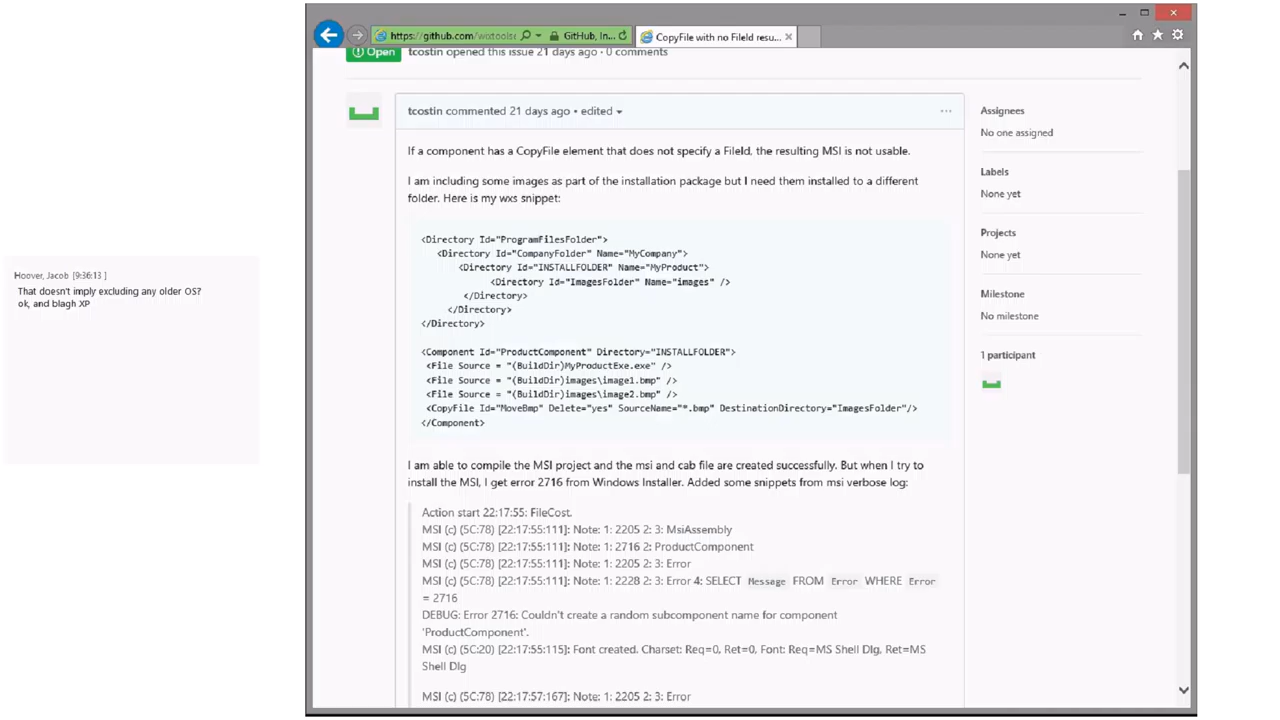 https://github.com/wixtoolse
GitHub, In...
CopyFile with no FileId resu...
Open
tcostin opened this issue 21 days ago · 0 comments
tcostin commented 21 days ago • edited
Assignees
No one assigned
Labels
None yet
Projects
None yet
Milestone
No milestone
1 participant
If a component has a CopyFile element that does not specify a FileId, the resulting MSI is not usable.
I am including some images as part of the installation package but I need them installed to a different
folder. Here is my wxs snippet:
<Directory Id="ProgramFilesFolder">
<Directory Id="CompanyFolder" Name="MyCompany">
<Directory Id="INSTALLFOLDER" Name="MyProduct">
<Directory Id="ImagesFolder" Name="images" />
</Directory>
</Directory>
</Directory>
<Component Id="ProductComponent" Directory="INSTALLFOLDER">
<File Source = "(BuildDir)MyProductExe.exe" />
<File Source = "(BuildDir)images\image1.bmp" />
<File Source = "(BuildDir)images\image2.bmp" />
<CopyFile Id="MoveBmp" Delete="yes" SourceName="*.bmp" DestinationDirectory="ImagesFolder"/>
</Component>
I am able to compile the MSI project and the msi and cab file are created successfully. But when I try to
install the MSI, I get error 2716 from Windows Installer. Added some snippets from msi verbose log:
Action start 22:17:55: FileCost.
MSI (c) (5C:78) [22:17:55:111]: Note: 1: 2205 2: 3: MsiAssembly
MSI (c) (5C:78) [22:17:55:111]: Note: 1: 2716 2: ProductComponent
MSI (c) (5C:78) [22:17:55:111]: Note: 1: 2205 2: 3: Error
MSI (c) (5C:78) [22:17:55:111]: Note: 1: 2228 2: 3: Error 4: SELECT Message FROM Error WHERE Error
= 2716
DEBUG: Error 2716: Couldn't create a random subcomponent name for component
'ProductComponent'.
MSI (c) (5C:20) [22:17:55:115]: Font created. Charset: Req=0, Ret=0, Font: Req=MS Shell Dlg, Ret=MS
Shell Dlg
MSI (c) (5C:78) [22:17:57:167]: Note: 1: 2205 2: 3: Error
Hoover, Jacob [9:36:13 ]
That doesn't imply excluding any older OS?
ok, and blagh XP